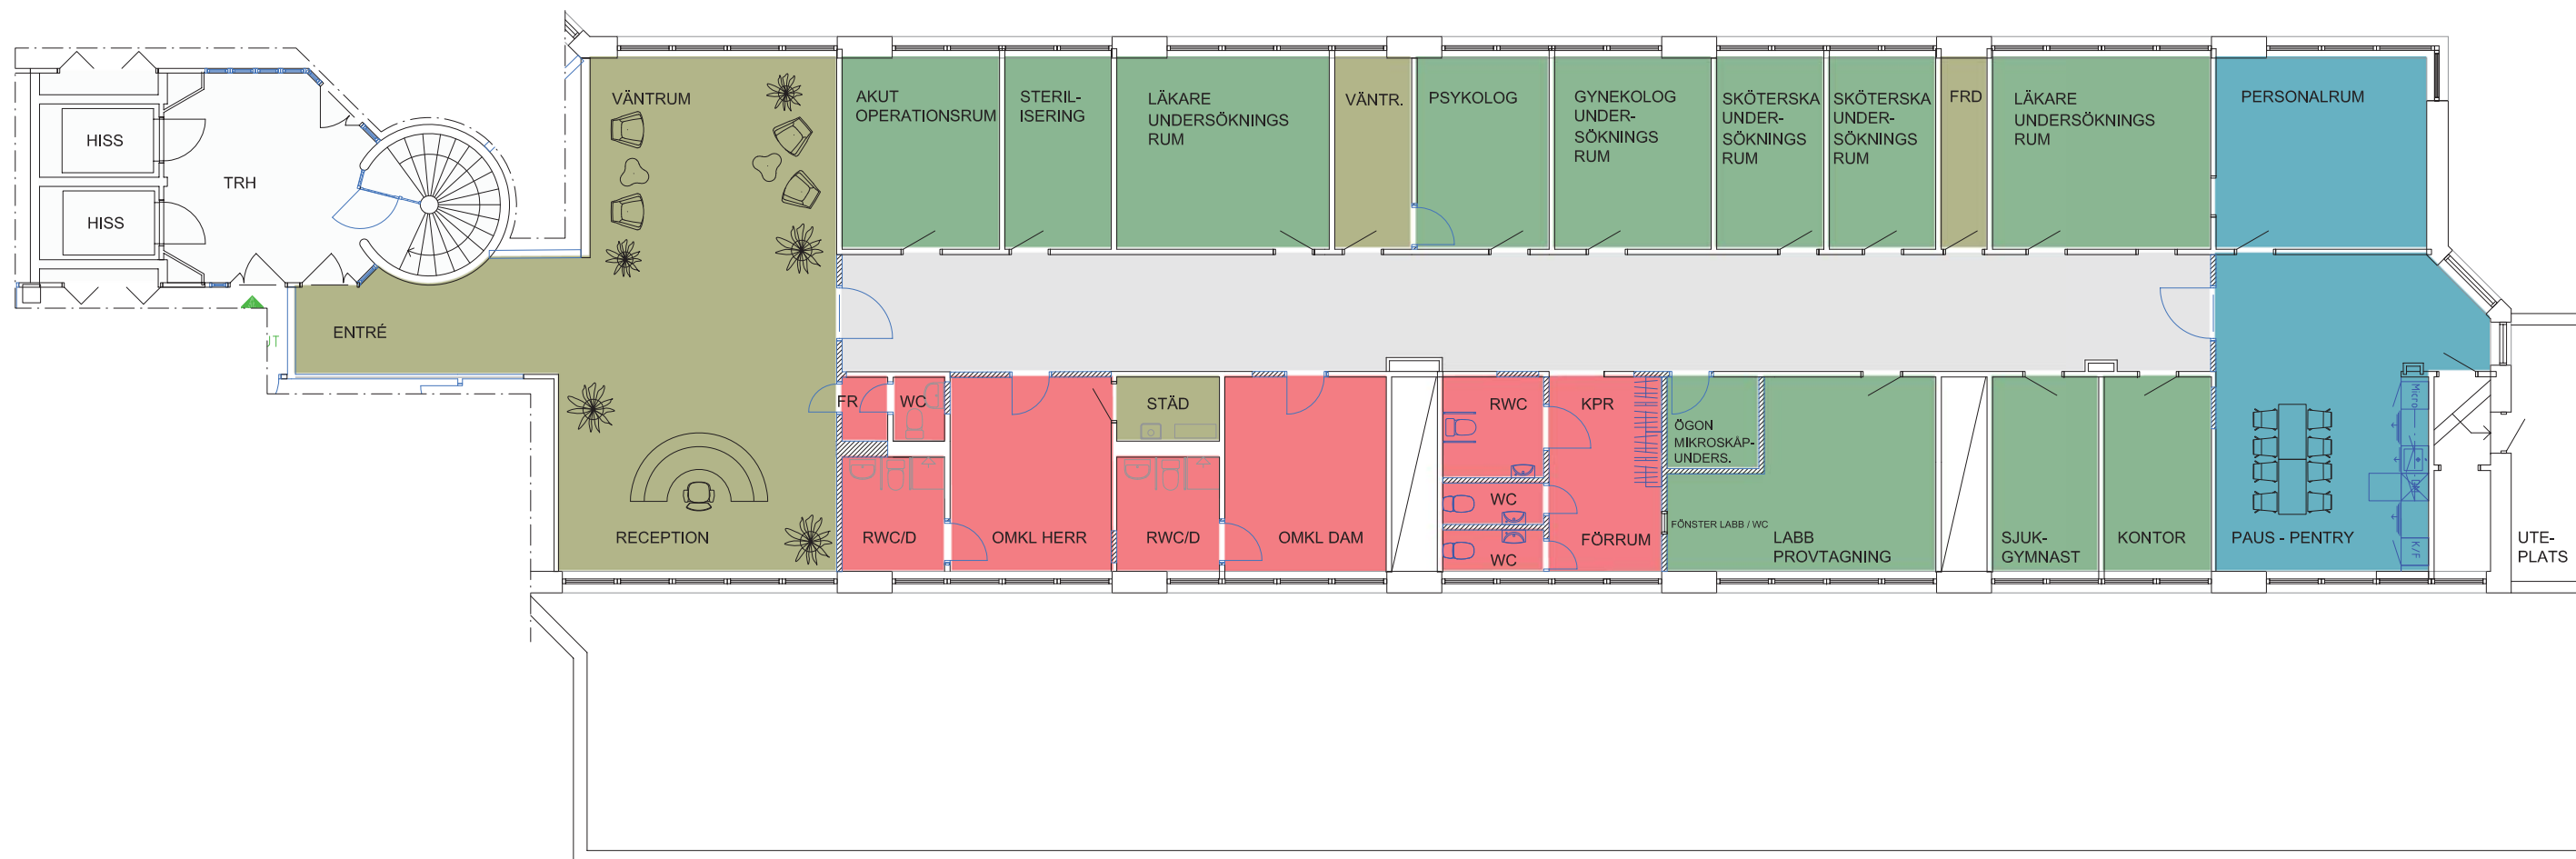 HISS
HISS
TRH
ENTRÉ
UT
VÄNTRUM
RECEPTION
AKUT
OPERATIONSRUM
STERIL-
ISERING
LÄKARE
UNDERSÖKNINGS
RUM
VÄNTR.
PSYKOLOG
GYNEKOLOG
UNDER-
SÖKNINGS
RUM
SKÖTERSKA
UNDER-
SÖKNINGS
RUM
SKÖTERSKA
UNDER-
SÖKNINGS
RUM
FRD
LÄKARE
UNDERSÖKNINGS
RUM
PERSONALRUM
FR
WC
RWC/D
OMKL HERR
STÄD
RWC/D
OMKL DAM
RWC
WC
WC
KPR
FÖRRUM
ÖGON
MIKROSKÅP-
UNDERS.
FÖNSTER LABB / WC
LABB
PROVTAGNING
SJUK-
GYMNAST
KONTOR
PAUS - PENTRY
Micro
DM
K/F
UTE-
PLATS